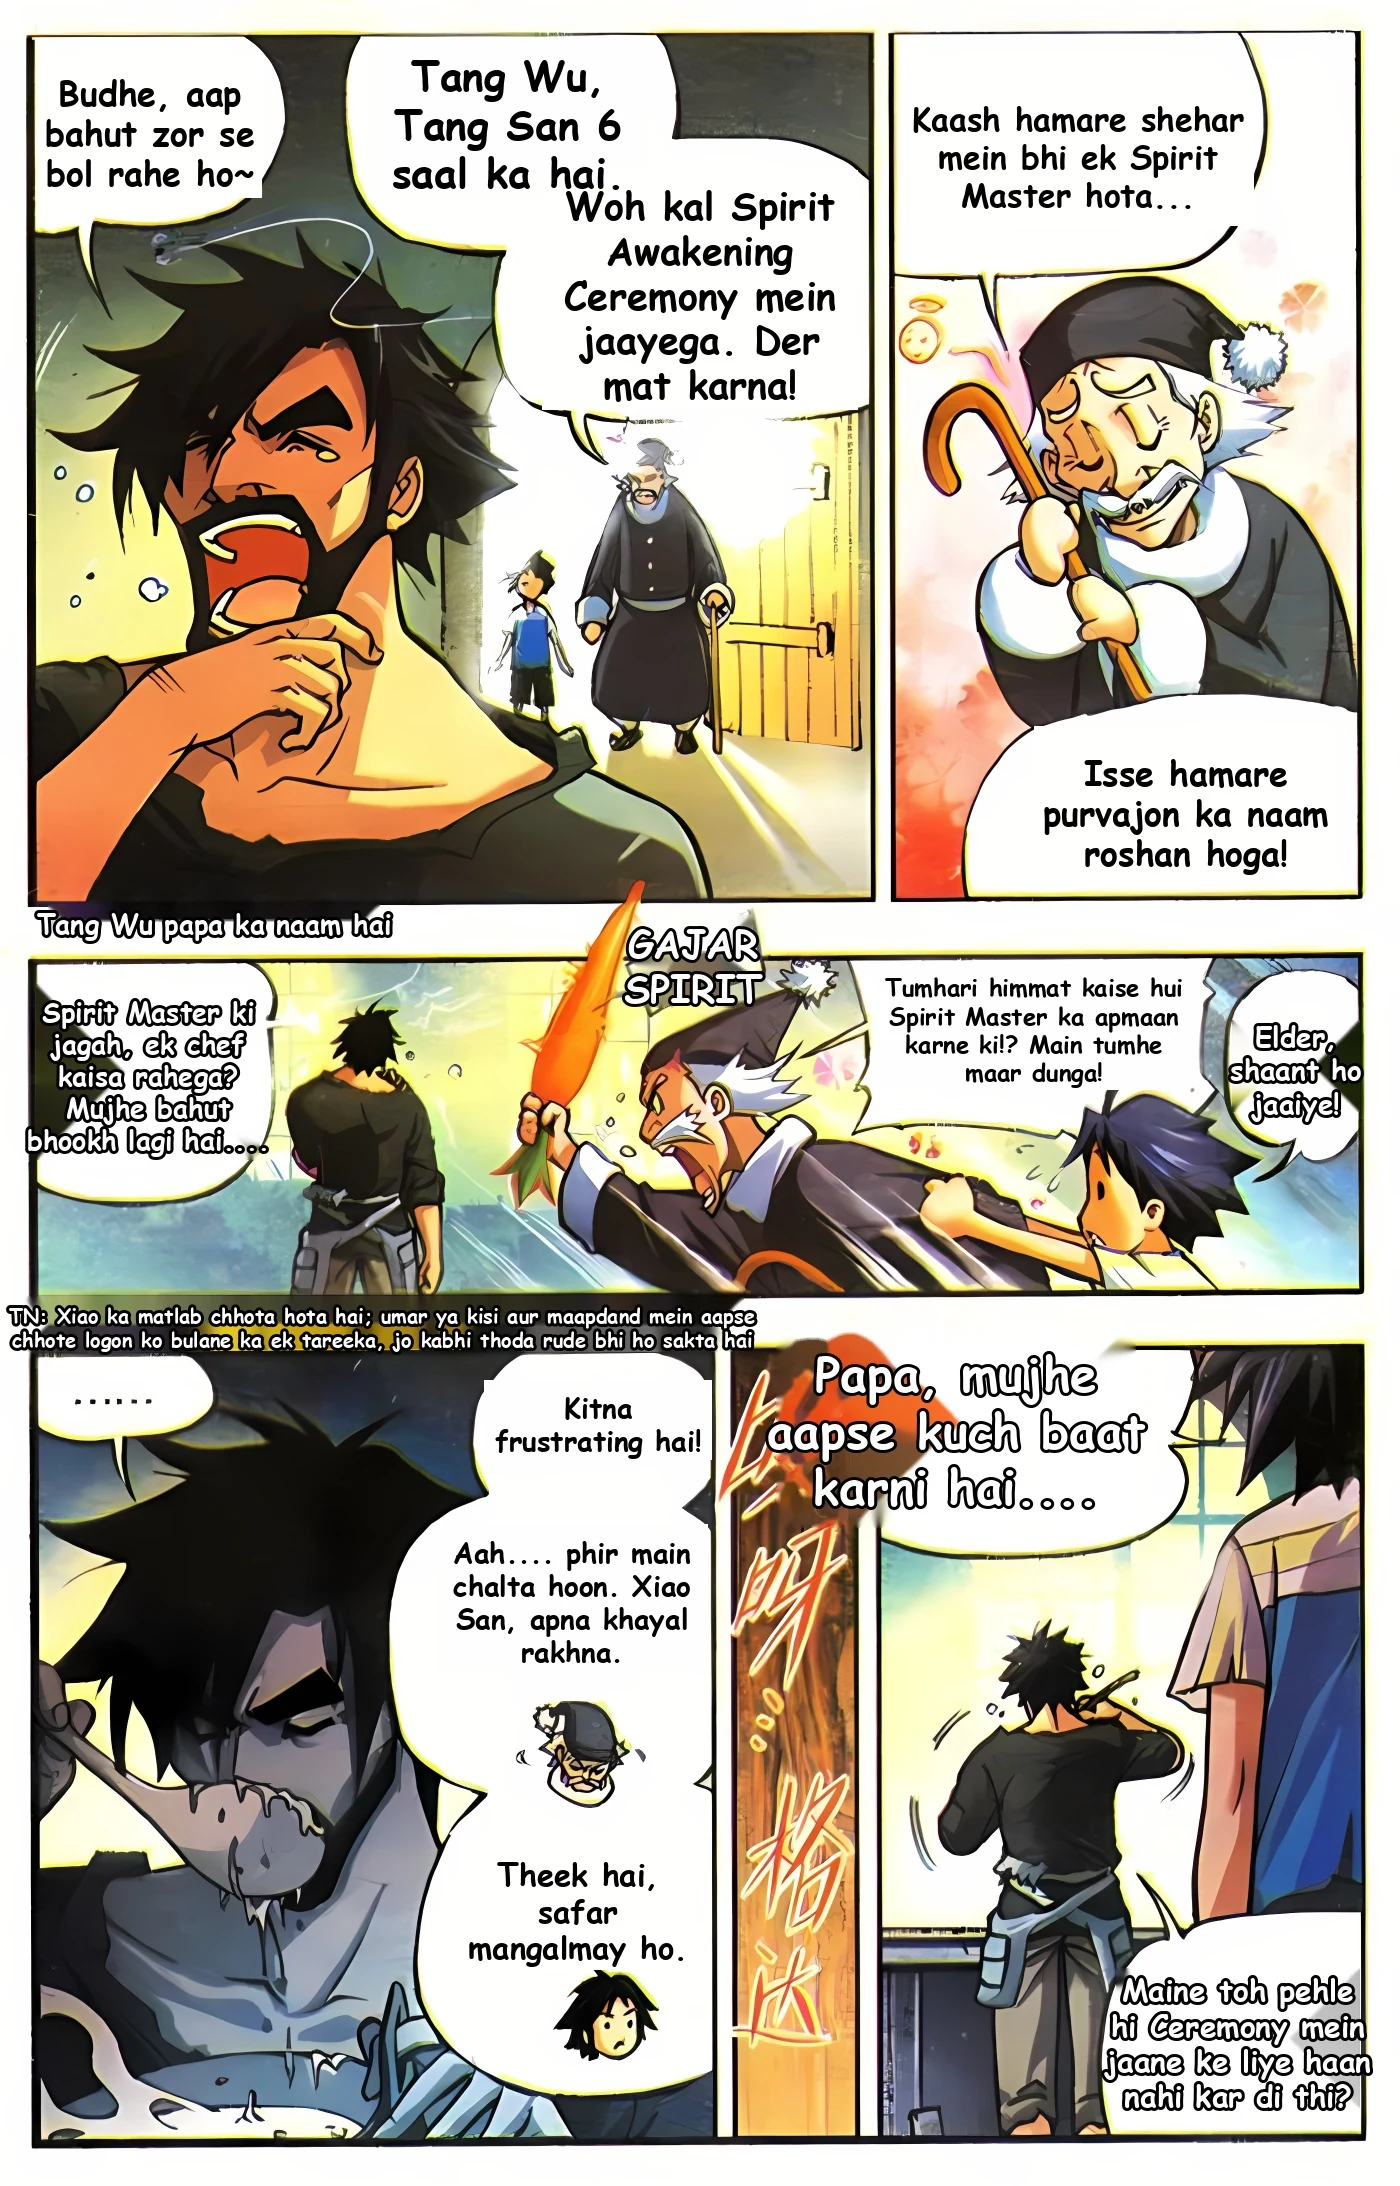 Budhe, aap
bahut zor se
bol rahe ho~
Tang Wu,
Tang San 6
saal ka hai.
Woh kal Spirit
Awakening
Ceremony mein
jaayega. Der
mat karna!
Kaash hamare shehar
mein bhi ek Spirit
Master hota...
Isse hamare
purvajon ka naam
roshan hoga!
Tang Wu papa ka naam hai
Spirit Master ki
jagah, ek chef
kaisa rahega?
Mujhe bahut
bhookh lagi hai....
GAJAR
SPIRIT
Tumhari himmat kaise hui
Spirit Master ka apmaan
karne ki!? Main tumhe
maar dunga!
Elder,
shaant ho
jaaiye!
TN: Xiao ka matlab chhota hota hai; umar ya kisi aur maapdand mein aapse
chhote logon ko bulane ka ek tareeka, jo kabhi thoda rude bhi ho sakta hai
......
Kitna
frustrating hai!
Aah.... phir main
chalta hoon. Xiao
San, apna khayal
rakhna.
Theek hai,
safar
mangalmay ho.
Papa, mujhe
aapse kuch baat
karni hai....
Maine toh pehle
hi Ceremony mein
jaane ke liye haan
nahi kar di thi?